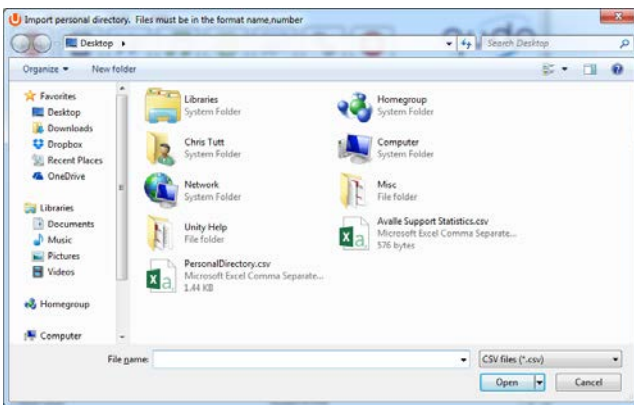 Import personal directory. Files must be in the format name,number
Desktop
Search Desktop
Organize
New folder
Favorites
Desktop
Downloads
Dropbox
Recent Places
OneDrive
Libraries
Documents
Music
Pictures
Videos
Homegroup
Computer
Libraries
System Folder
Homegroup
System Folder
Chris Tutt
System Folder
Computer
System Folder
Network
System Folder
Misc
File folder
Unity Help
File folder
Avalle Support Statistics.csv
Microsoft Excel Comma Separate...
576 bytes
PersonalDirectory.csv
Microsoft Excel Comma Separate...
1.44 KB
File name:
CSV files (*.csv)
Open
Cancel